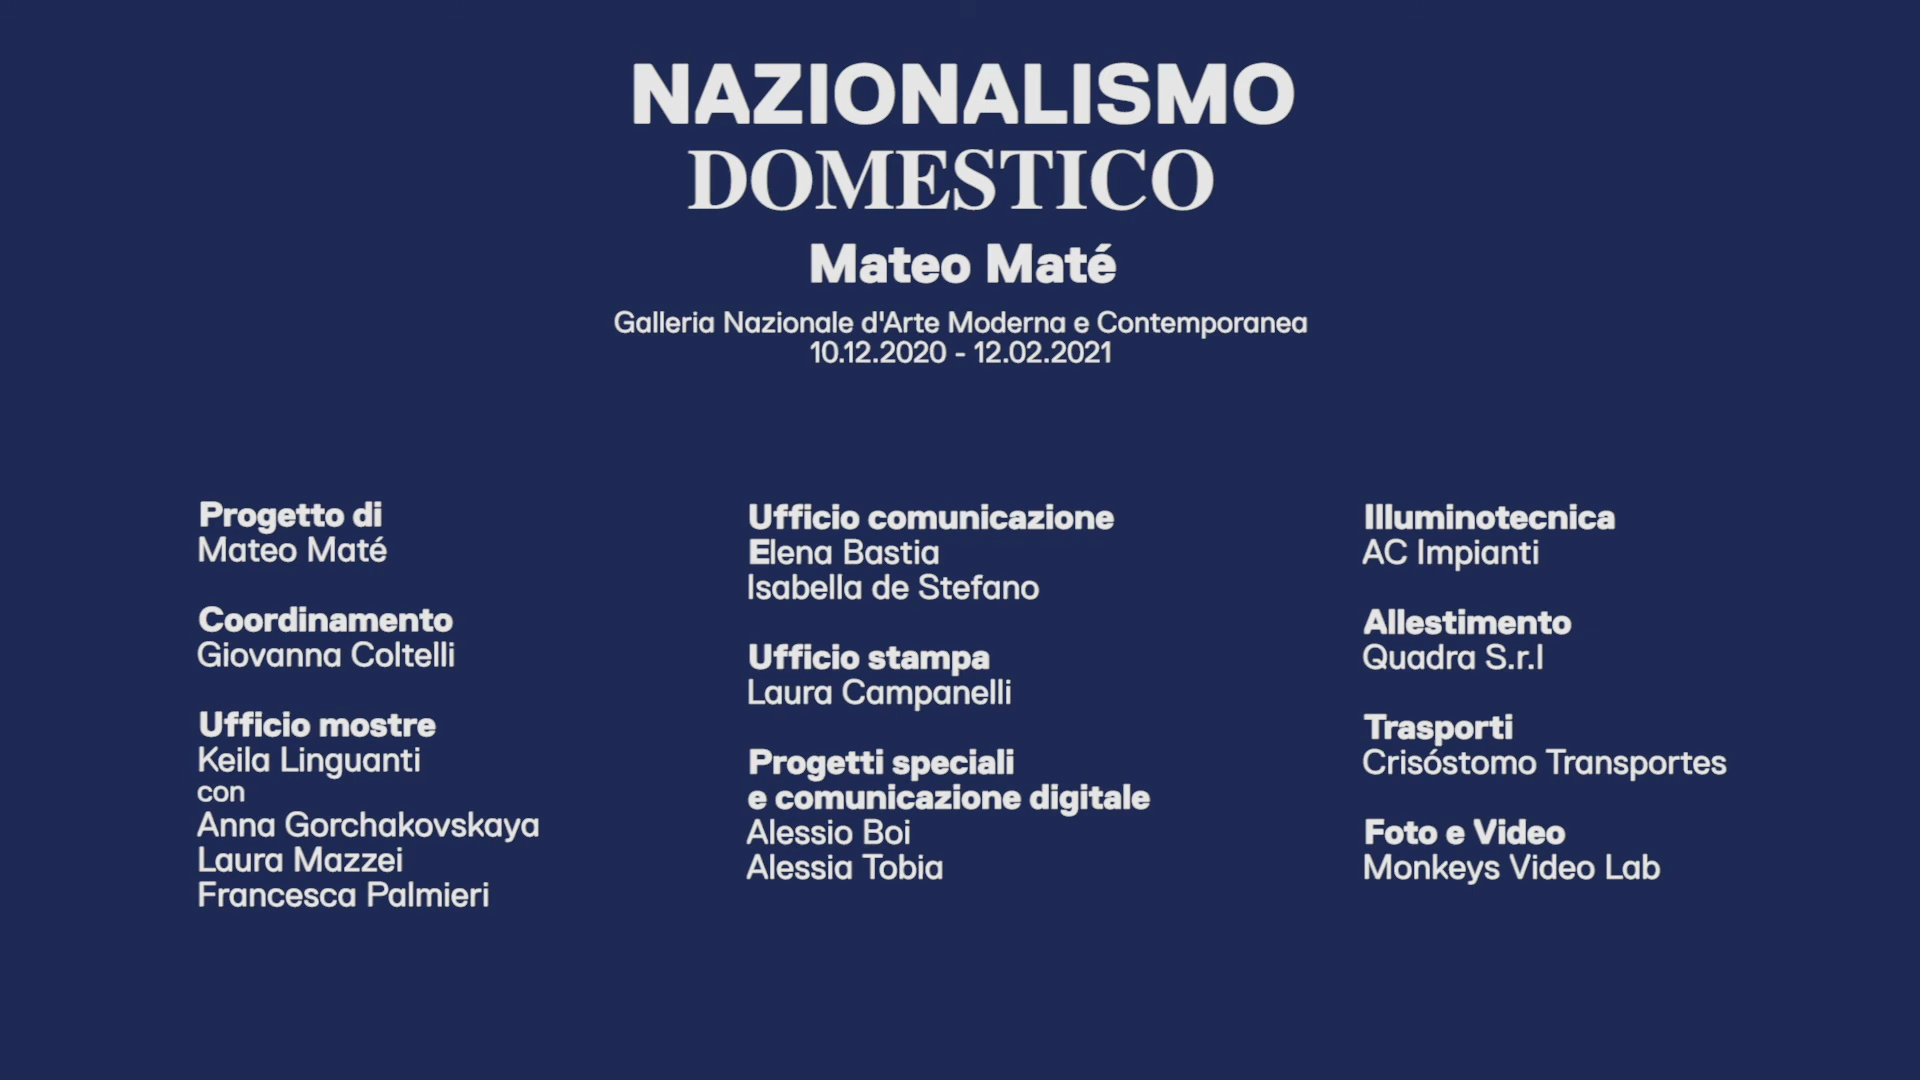 NAZIONALISMO
DOMESTICO
Mateo Maté
Galleria Nazionale d'Arte Moderna e Contemporanea
10.12.2020 - 12.02.2021
Progetto di
Mateo Maté
Coordinamento
Giovanna Coltelli
Ufficio mostre
Keila Linguanti
con
Anna Gorchakovskaya
Laura Mazzei
Francesca Palmieri
Ufficio comunicazione
Elena Bastia
Isabella de Stefano
Ufficio stampa
Laura Campanelli
Progetti speciali
e comunicazione digitale
Alessio Boi
Alessia Tobia
Illuminotecnica
AC Impianti
Allestimento
Quadra S.r.l
Trasporti
Crisóstomo Transportes
Foto e Video
Monkeys Video Lab